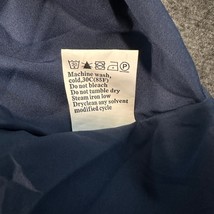 Machine wash,
cold,30C(85F)
Do not bleach
Do not tumble dry
Steam iron low
Dryclean any solvent
modified cycle